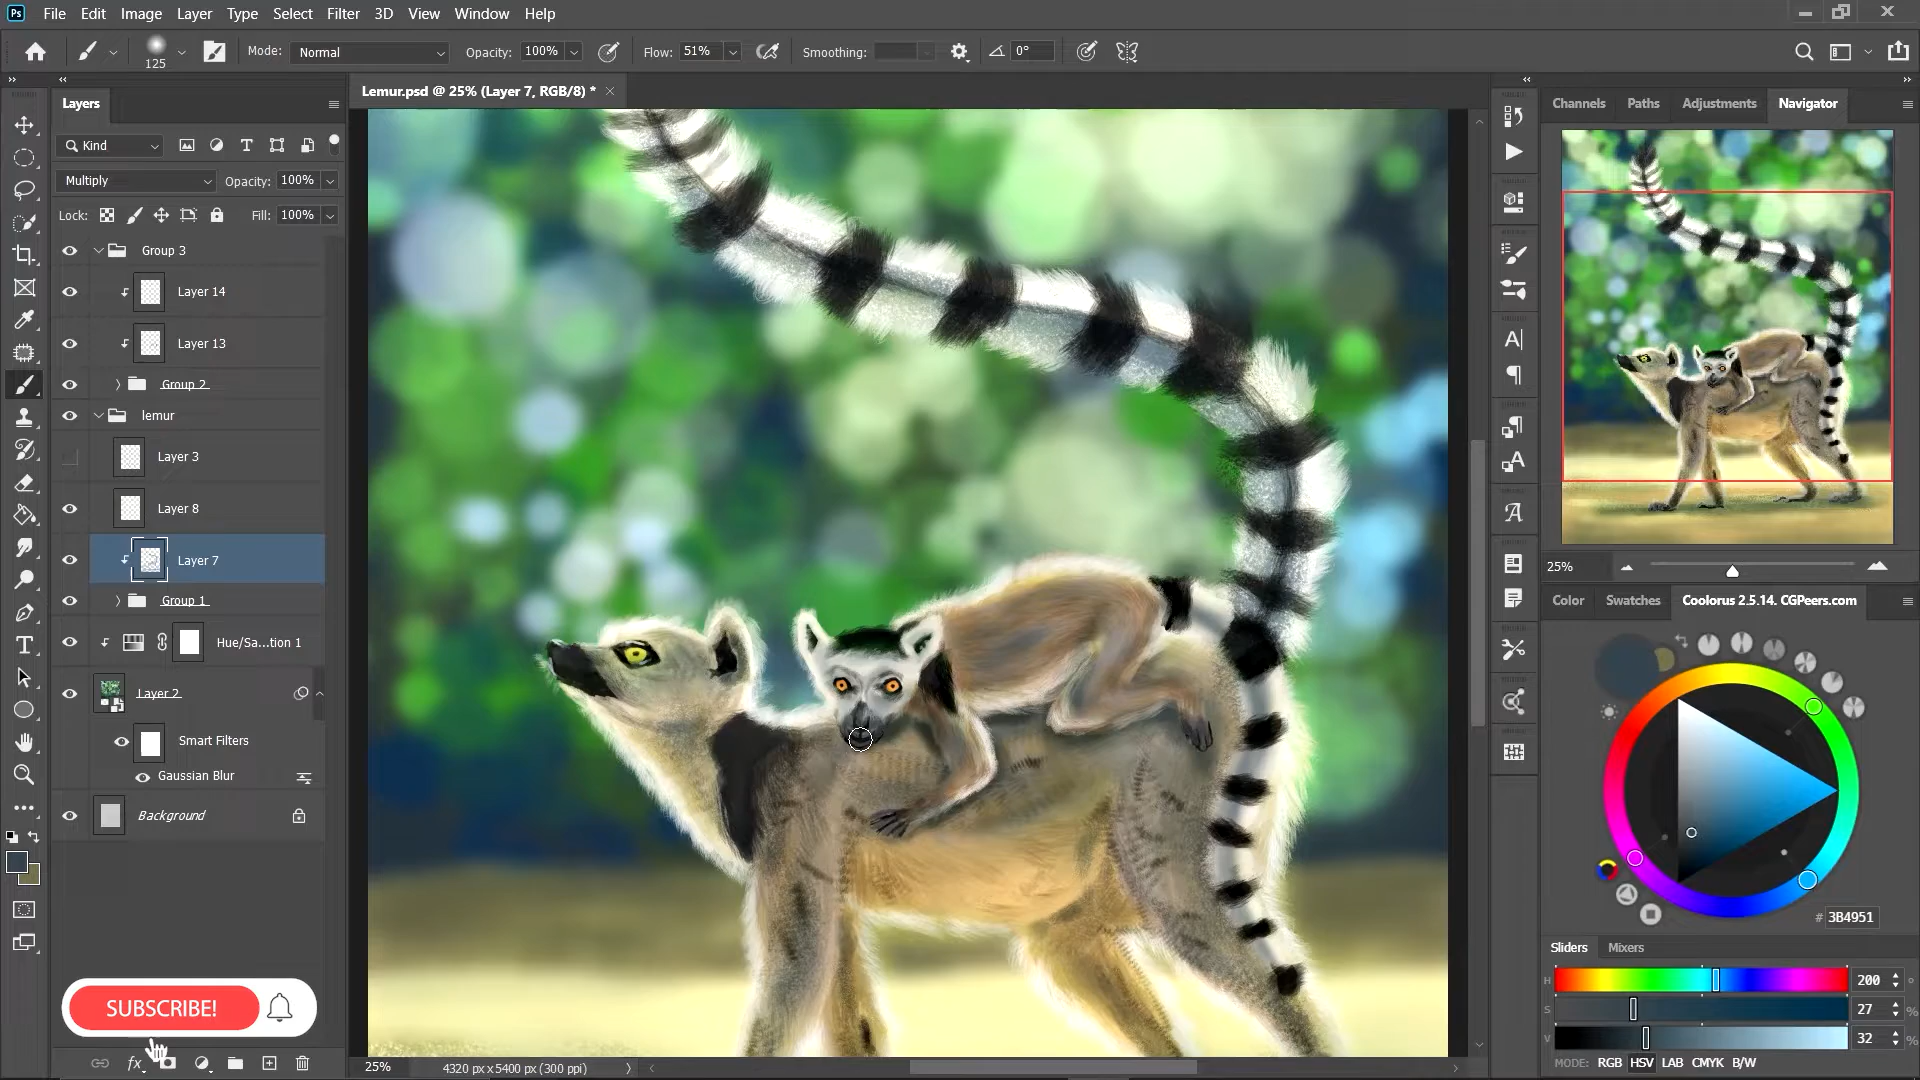 Ps File Edit Image Layer Type Select Filter 3D View Window Help
125 Mode: Normal Opacity: 100% Flow: 51% Smoothing: 0°
Layers
Lemur.psd @ 25% (Layer 7, RGB/8) *
Channels Paths Adjustments Navigator
Kind
Multiply Opacity: 100%
Lock: Fill: 100%
Group 3
Layer 14
Layer 13
Group 2
lemur
Layer 3
Layer 8
Layer 7
Group 1
Hue/Sa...tion 1
Layer 2
Smart Filters
Gaussian Blur
Background
SUBSCRIBE!
fx
25% 4320 px x 5400 px (300 ppi)
25%
Color Swatches Coolorus 2.5.14. CGPeers.com
# 3B4951
Sliders Mixers
H 200 °
S 27 %
V 32 %
MODE: RGB HSV LAB CMYK B/W